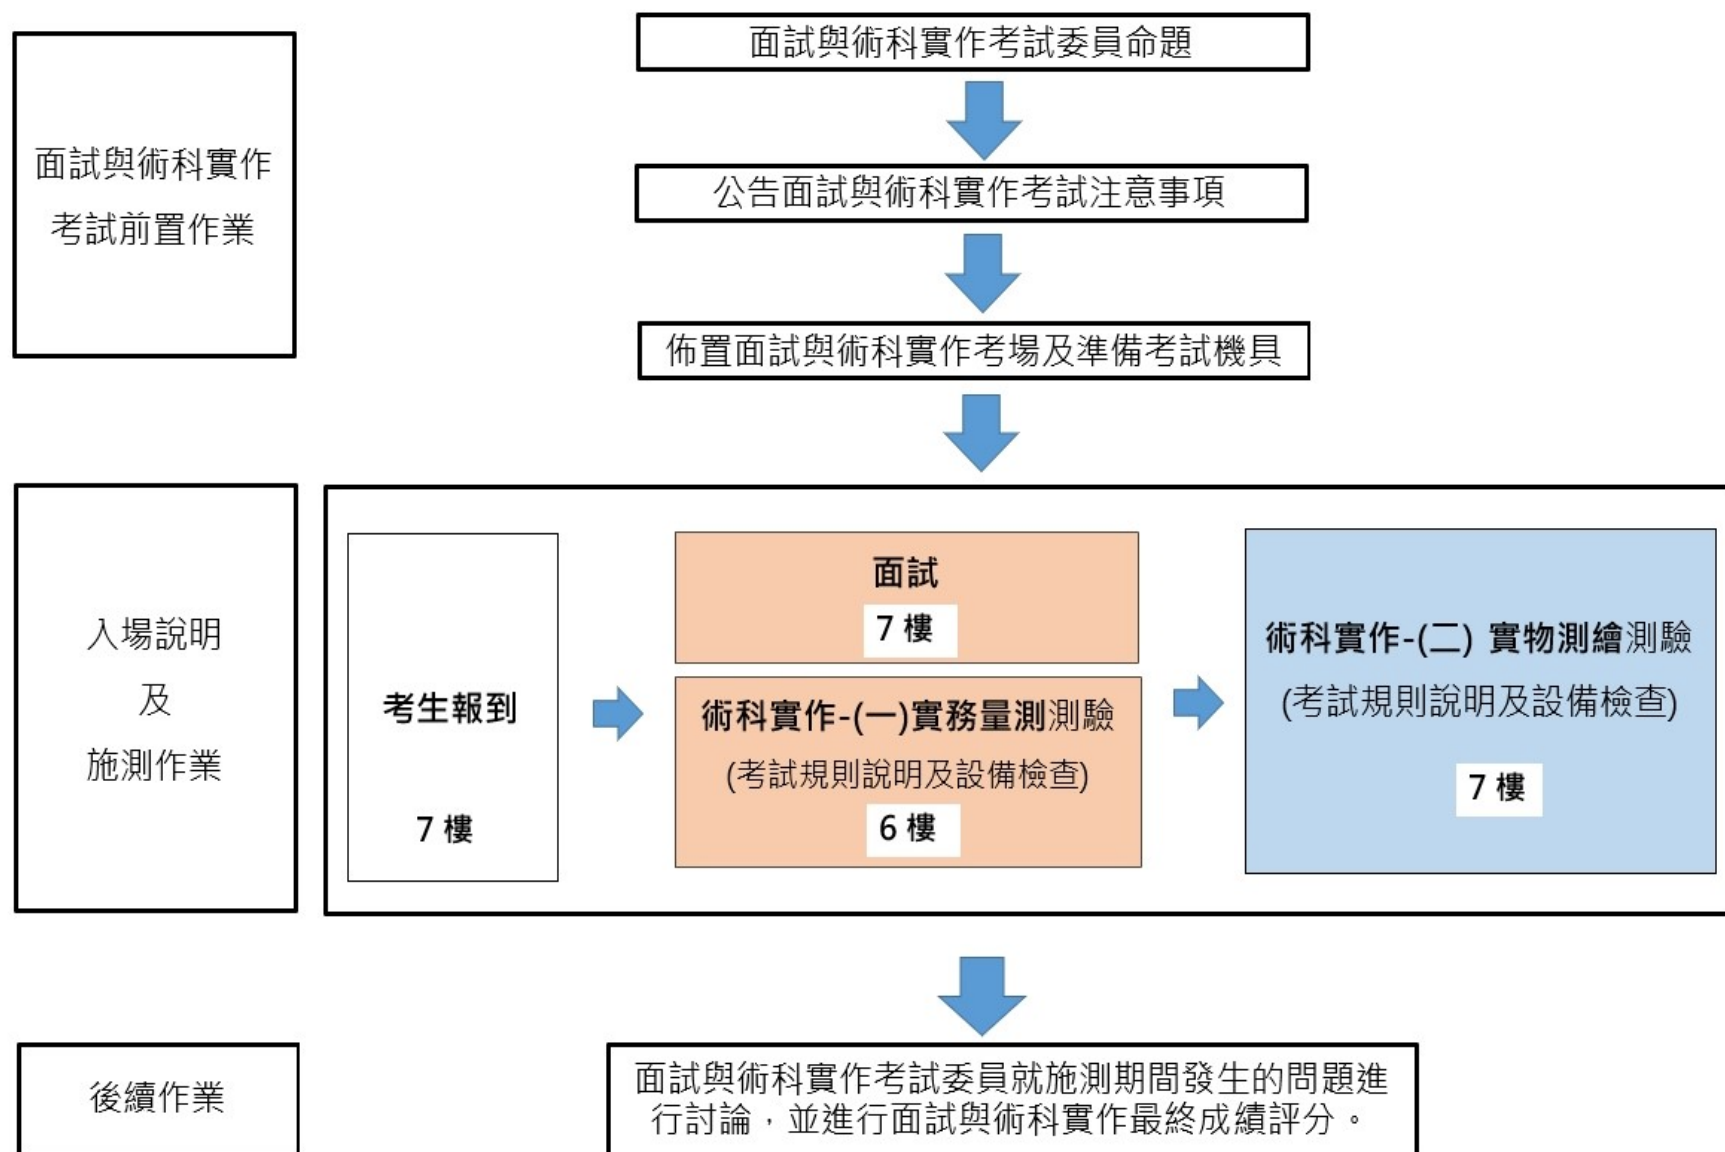 面試與術科實作
考試前置作業
面試與術科實作考試委員命題
公告面試與術科實作考試注意事項
佈置面試與術科實作考場及準備考試機具
入場說明
及
施測作業
考生報到
7 樓
面試
7 樓
術科實作-(一)實務量測測驗
(考試規則說明及設備檢查)
6 樓
術科實作-(二) 實物測繪測驗
(考試規則說明及設備檢查)
7 樓
後續作業
面試與術科實作考試委員就施測期間發生的問題進
行討論，並進行面試與術科實作最終成績評分。